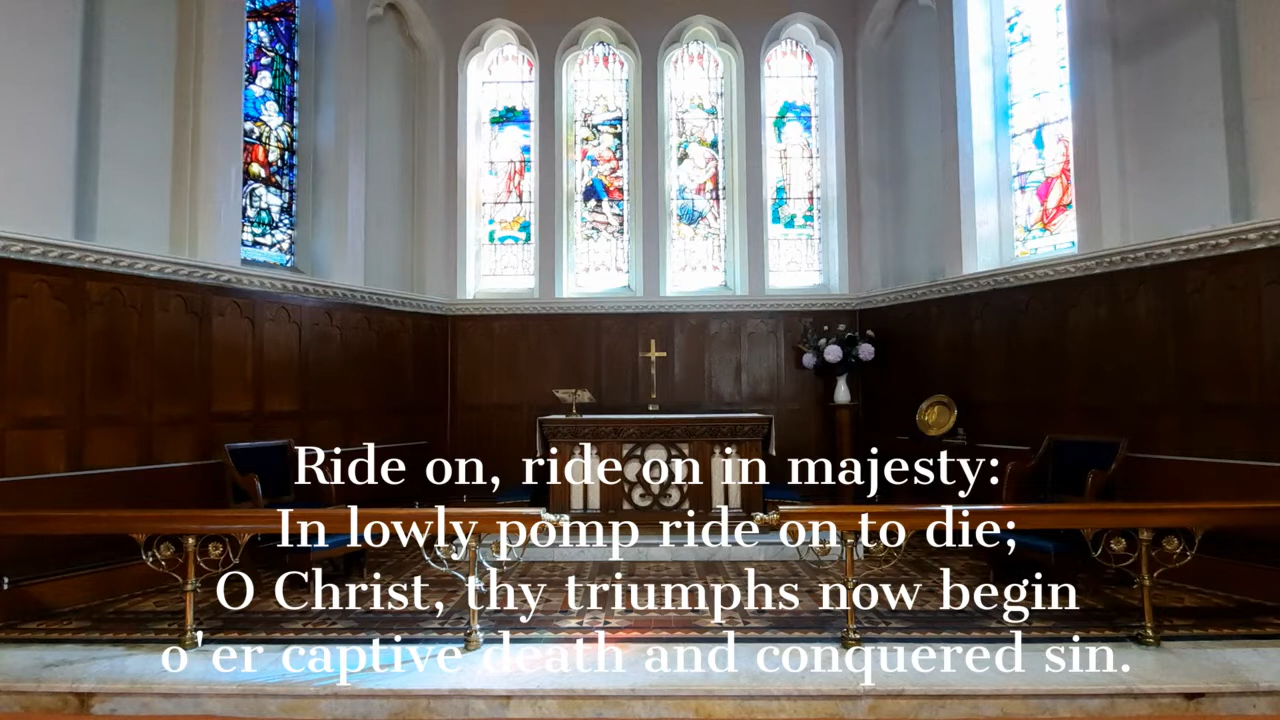 Ride on, ride on in majesty:
In lowly pomp ride on to die;
O Christ, thy triumphs now begin
o'er captive death and conquered sin.